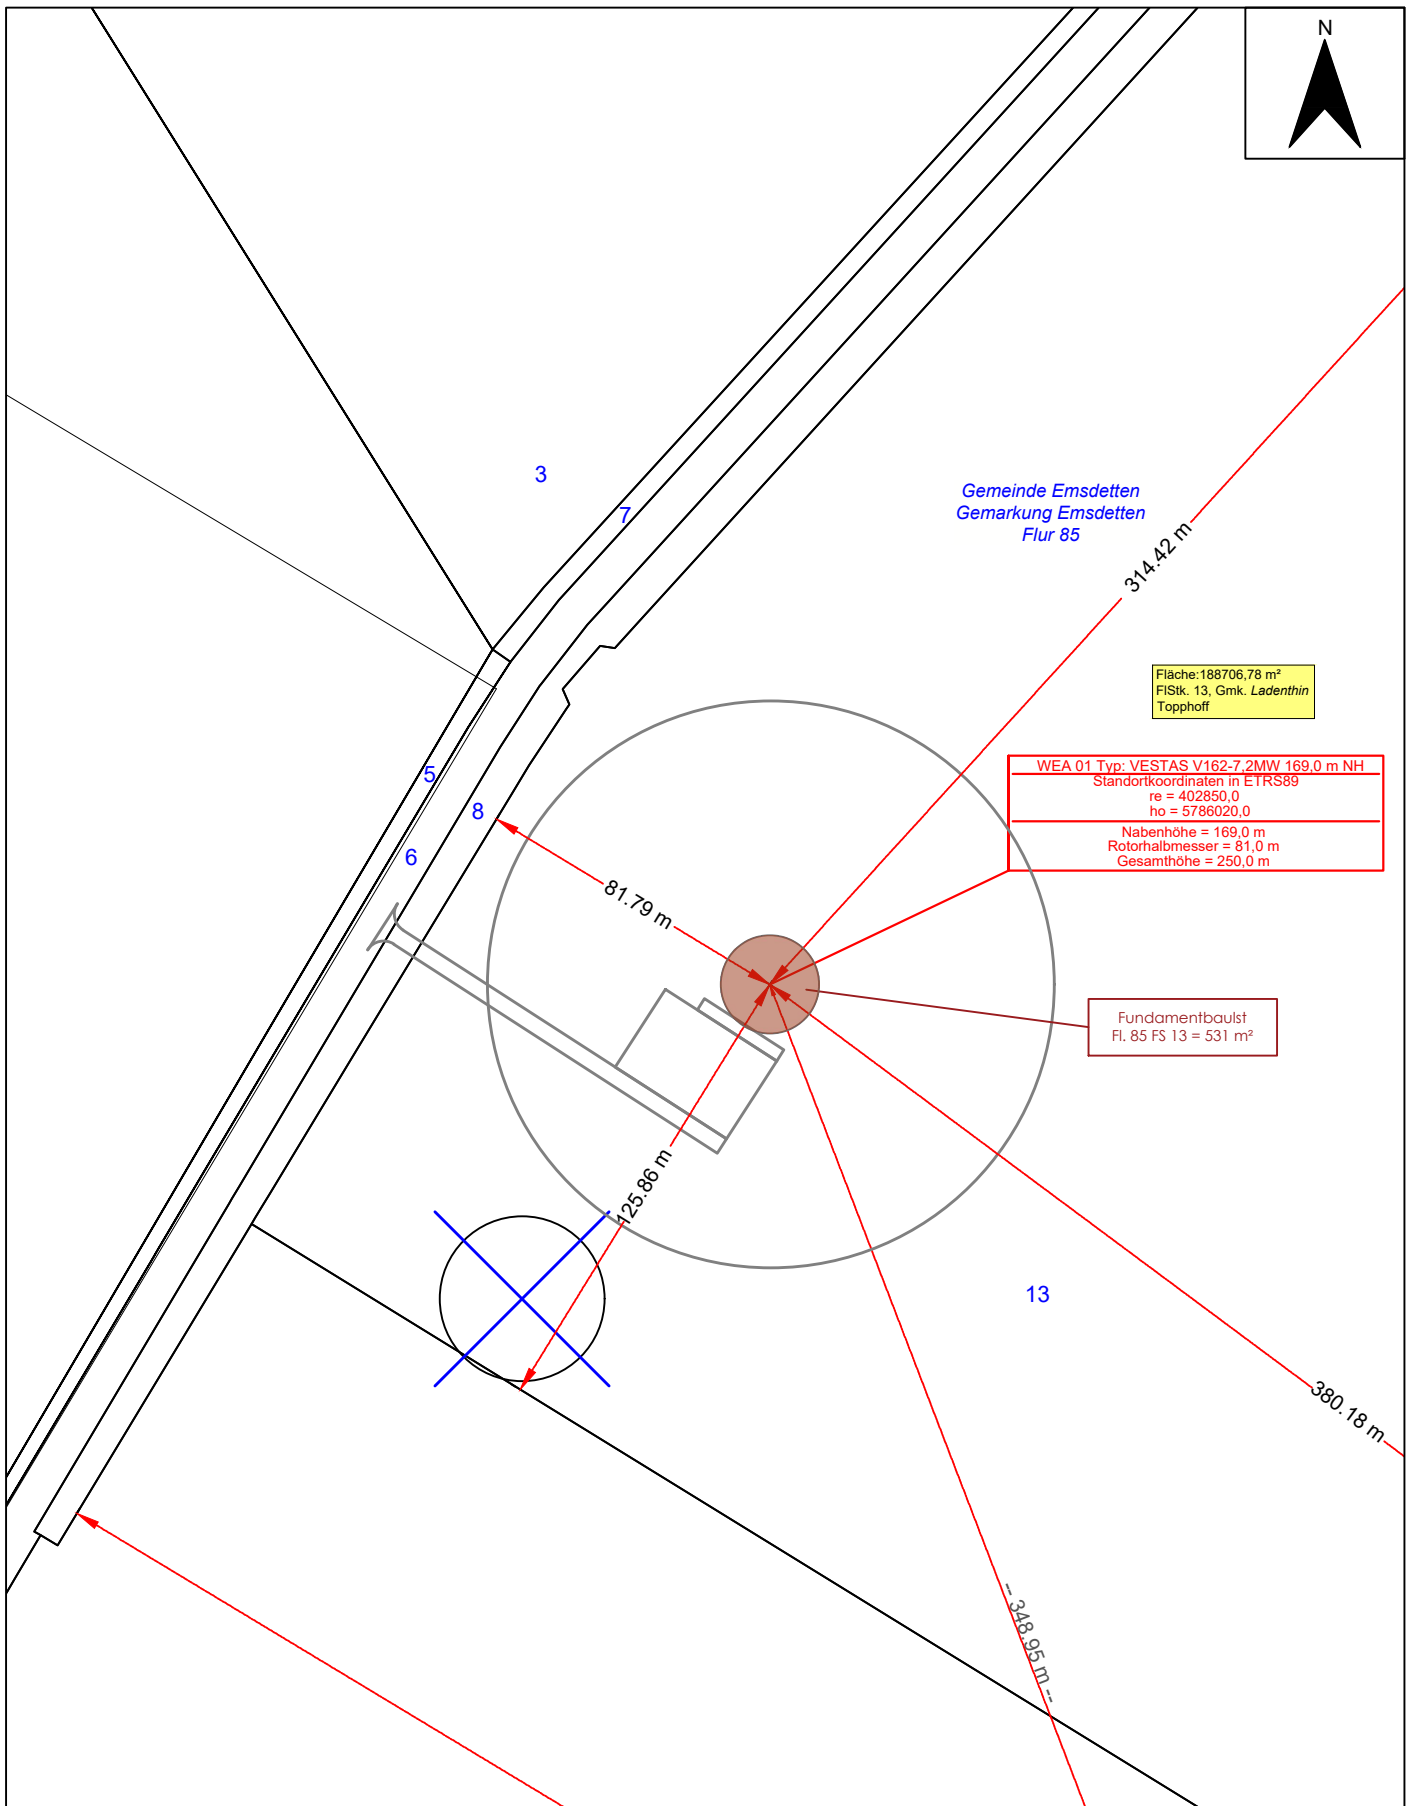 N
3
7
Gemeinde Emsdetten
Gemarkung Emsdetten
Flur 85
314.42 m
Fläche:188706,78 m²
FlStk. 13, Gmk. Ladenthin
Topphoff
WEA 01 Typ: VESTAS V162-7,2MW 169,0 m NH
Standortkoordinaten in ETRS89
re = 402850,0
ho = 5786020,0
Nabenhöhe = 169,0 m
Rotorhalbmesser = 81,0 m
Gesamthöhe = 250,0 m
5
8
6
81.79 m
Fundamentbaulst
Fl. 85 FS 13 = 531 m²
125.86 m
13
380.18 m
-- 348.95 m --